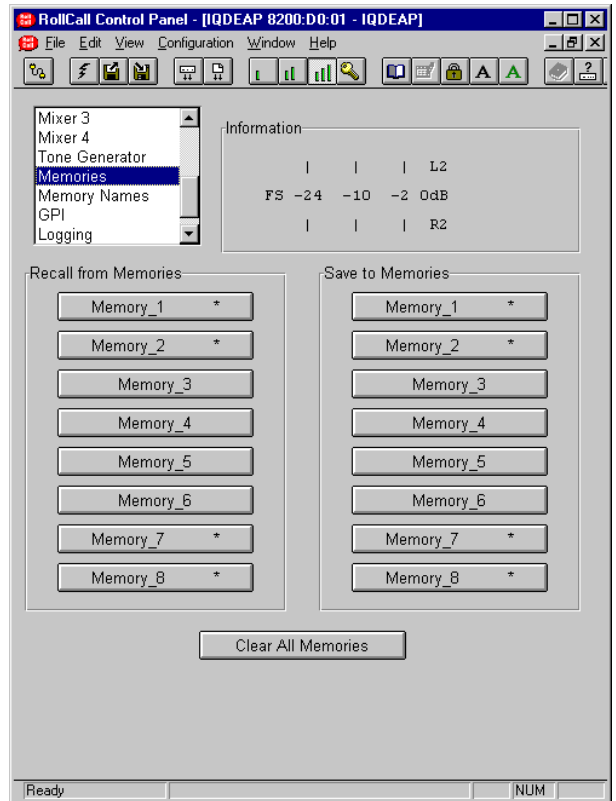 RollCall Control Panel - [IQDEAP 8200:D0:01 - IQDEAP]
File Edit View Configuration Window Help
A A
Mixer 3
Mixer 4
Tone Generator
Memories
Memory Names
GPI
Logging
Information
| | | L2
FS -24 -10 -2 0dB
| | | R2
Recall from Memories
Memory_1 *
Memory_2 *
Memory_3
Memory_4
Memory_5
Memory_6
Memory_7 *
Memory_8 *
Save to Memories
Memory_1 *
Memory_2 *
Memory_3
Memory_4
Memory_5
Memory_6
Memory_7 *
Memory_8 *
Clear All Memories
Ready
NUM